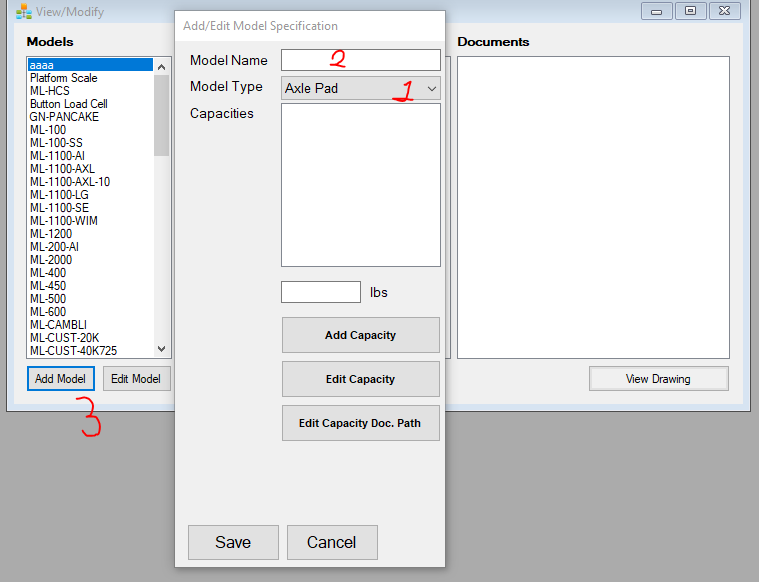 View/Modify
Models
aaaa
Platform Scale
ML-HCS
Button Load Cell
GN-PANCAKE
ML-100
ML-100-SS
ML-1100-AI
ML-1100-AXL
ML-1100-AXL-10
ML-1100-LG
ML-1100-SE
ML-1100-WIM
ML-1200
ML-200-AI
ML-2000
ML-400
ML-450
ML-500
ML-600
ML-CAMBLI
ML-CUST-20K
ML-CUST-40K725
Add Model Edit Model
3
Add/Edit Model Specification
Model Name 2
Model Type Axle Pad 1
Capacities
lbs
Add Capacity
Edit Capacity
Edit Capacity Doc. Path
Save Cancel
Documents
View Drawing